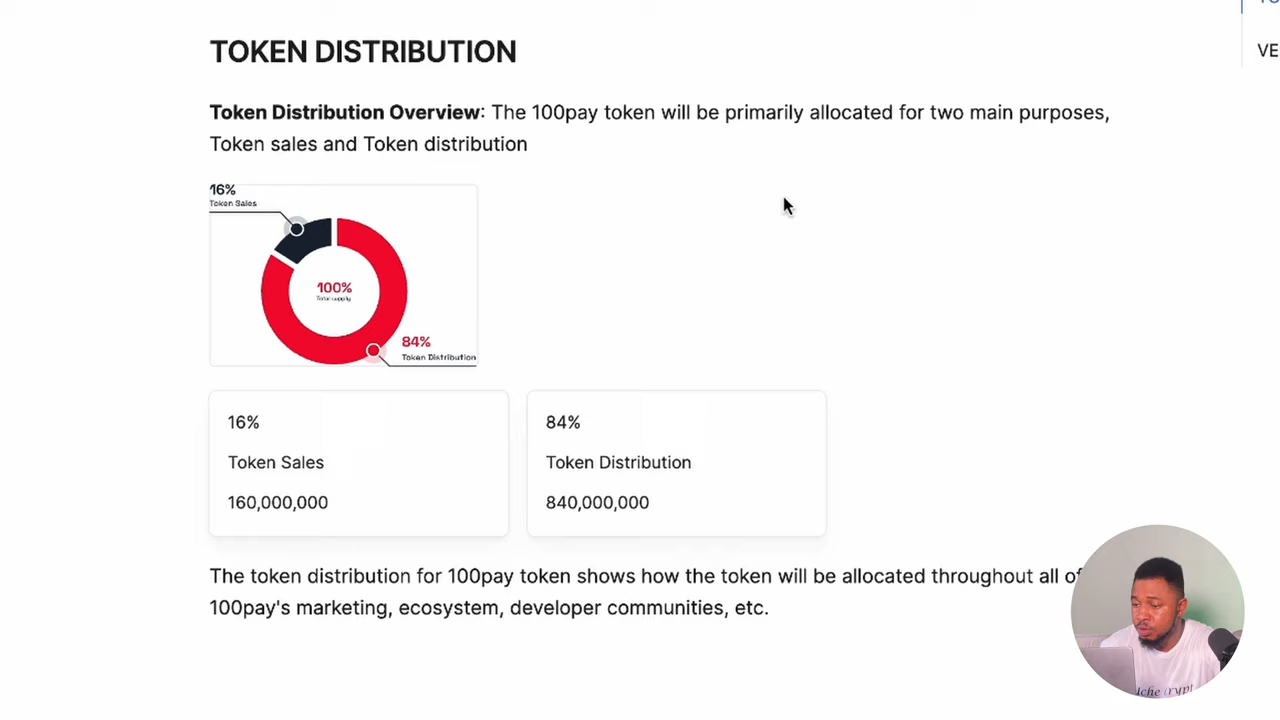 TOKEN DISTRIBUTION
VE
Token Distribution Overview: The 100pay token will be primarily allocated for two main purposes,
Token sales and Token distribution
16%
Token Sales
100%
Total supply
84%
Token Distribution
16%
Token Sales
160,000,000
84%
Token Distribution
840,000,000
The token distribution for 100pay token shows how the token will be allocated throughout all of
100pay's marketing, ecosystem, developer communities, etc.